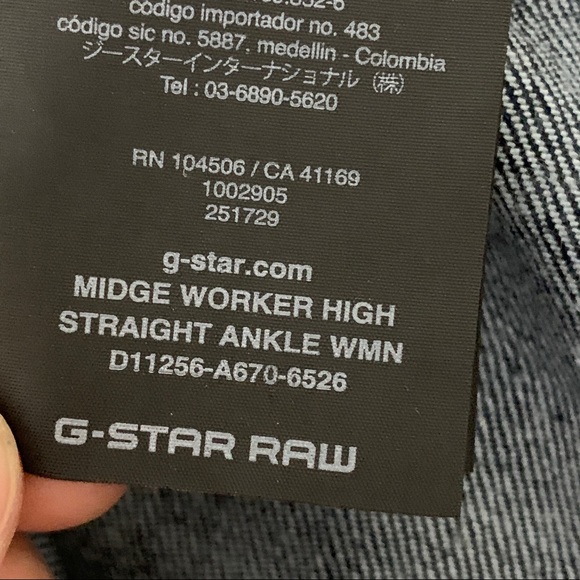 código importador no. 483
código sic no. 5887, medellin - Colombia
ジースターインターナショナル（株）
Tel : 03-6890-5620
RN 104506 / CA 41169
1002905
251729
g-star.com
MIDGE WORKER HIGH
STRAIGHT ANKLE WMN
D11256-A670-6526
G-STAR RAW